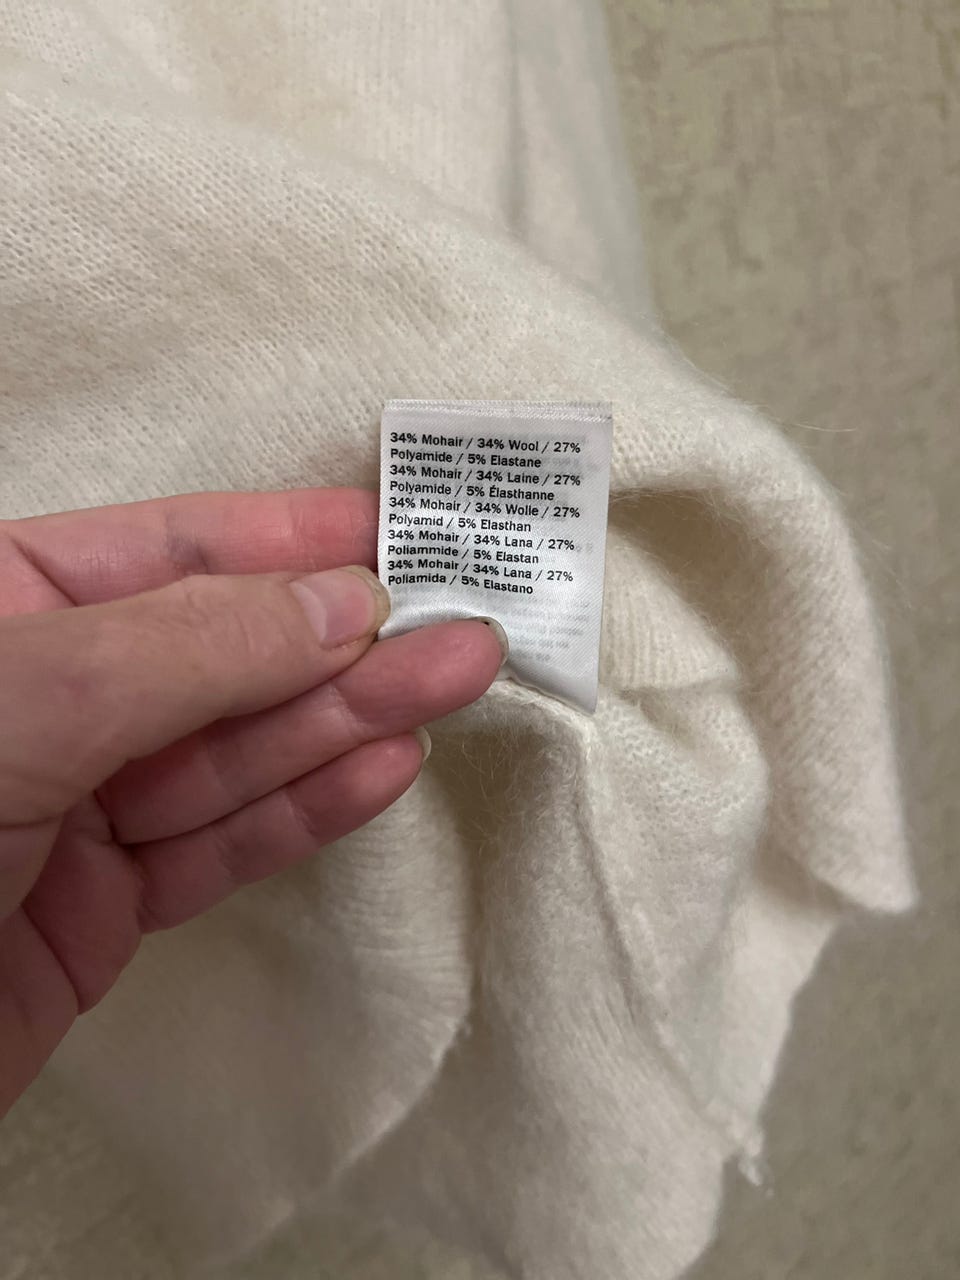 34% Mohair / 34% Wool / 27%
Polyamide / 5% Elastane
34% Mohair / 34% Laine / 27%
Polyamide / 5% Élasthanne
34% Mohair / 34% Wolle / 27%
Polyamid / 5% Elasthan
34% Mohair / 34% Lana / 27%
Poliammide / 5% Elastan
34% Mohair / 34% Lana / 27%
Poliamida / 5% Elastano